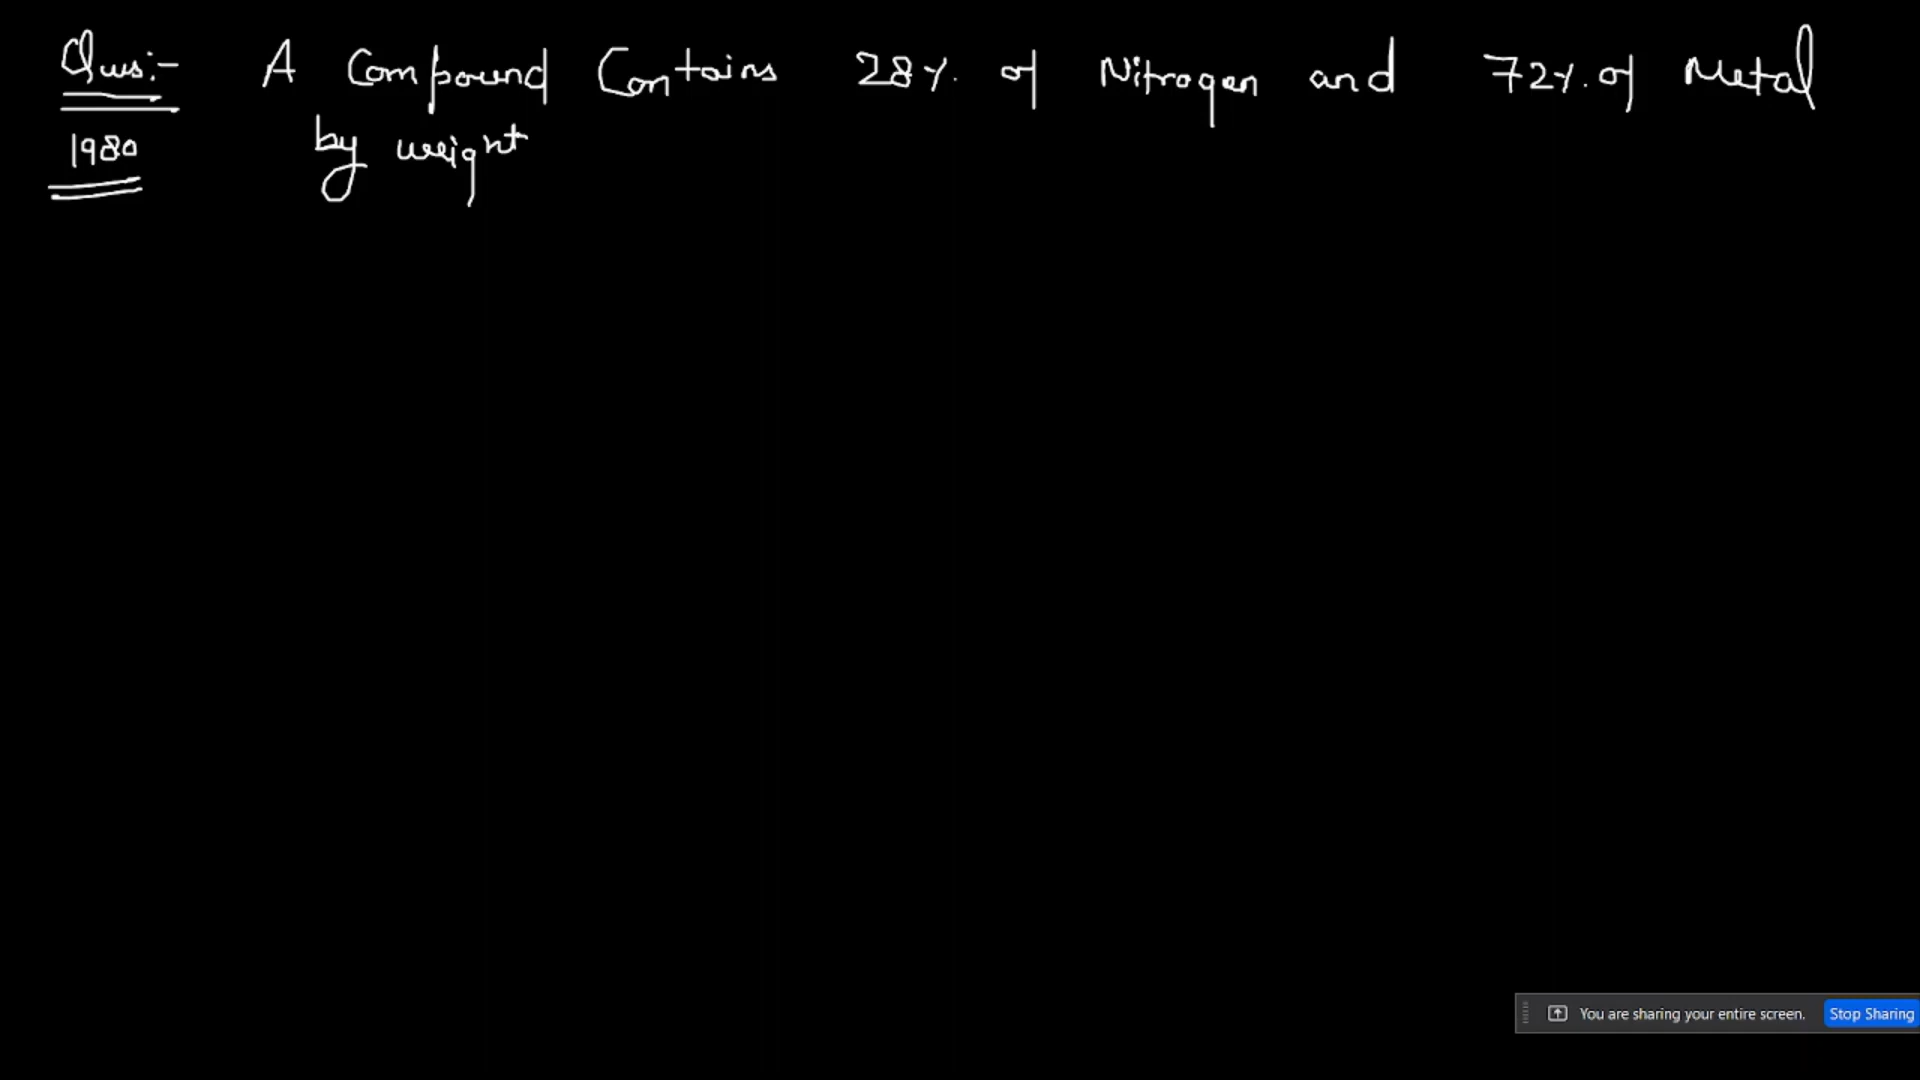 Ques:- A Compound Contains 28%. of Nitrogen and 72%. of Metal
1980 by weight
You are sharing your entire screen. Stop Sharing